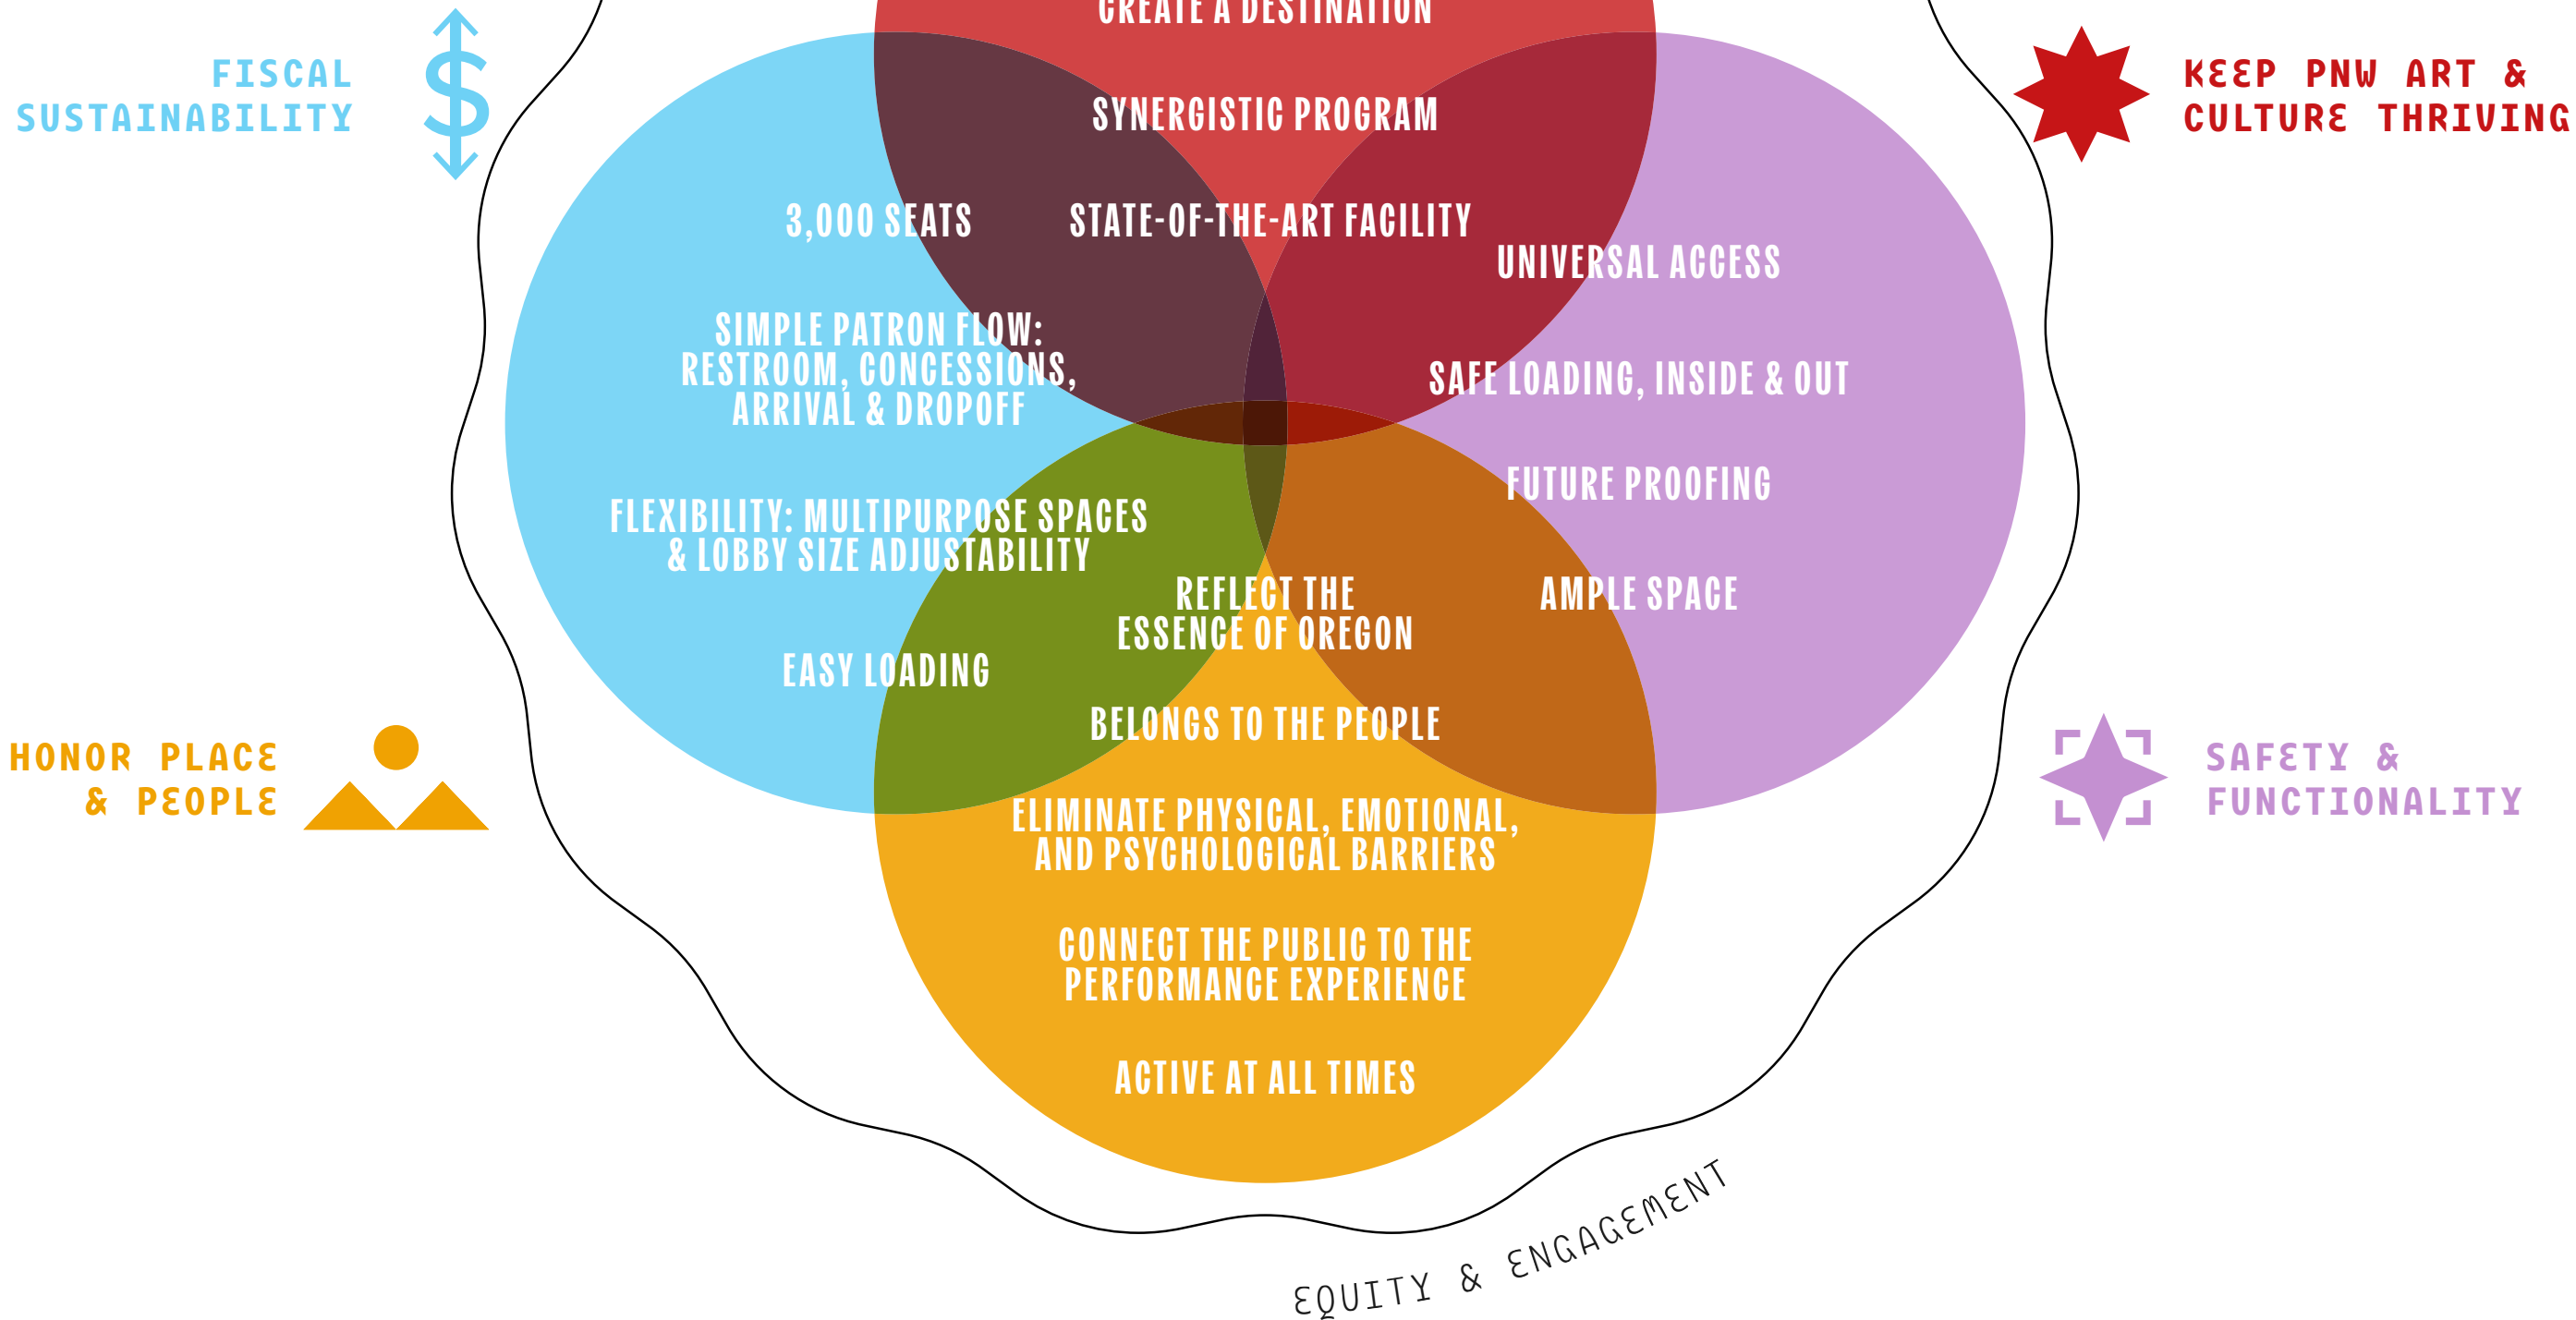 CREATE A DESTINATION
FISCAL
SUSTAINABILITY
KEEP PNW ART &
CULTURE THRIVING
SYNERGISTIC PROGRAM
3,000 SEATS
STATE-OF-THE-ART FACILITY
UNIVERSAL ACCESS
SIMPLE PATRON FLOW:
RESTROOM, CONCESSIONS,
ARRIVAL & DROPOFF
SAFE LOADING, INSIDE & OUT
FUTURE PROOFING
FLEXIBILITY: MULTIPURPOSE SPACES
& LOBBY SIZE ADJUSTABILITY
REFLECT THE
ESSENCE OF OREGON
AMPLE SPACE
EASY LOADING
BELONGS TO THE PEOPLE
HONOR PLACE
& PEOPLE
SAFETY &
FUNCTIONALITY
ELIMINATE PHYSICAL, EMOTIONAL,
AND PSYCHOLOGICAL BARRIERS
CONNECT THE PUBLIC TO THE
PERFORMANCE EXPERIENCE
ACTIVE AT ALL TIMES
EQUITY & ENGAGEMENT